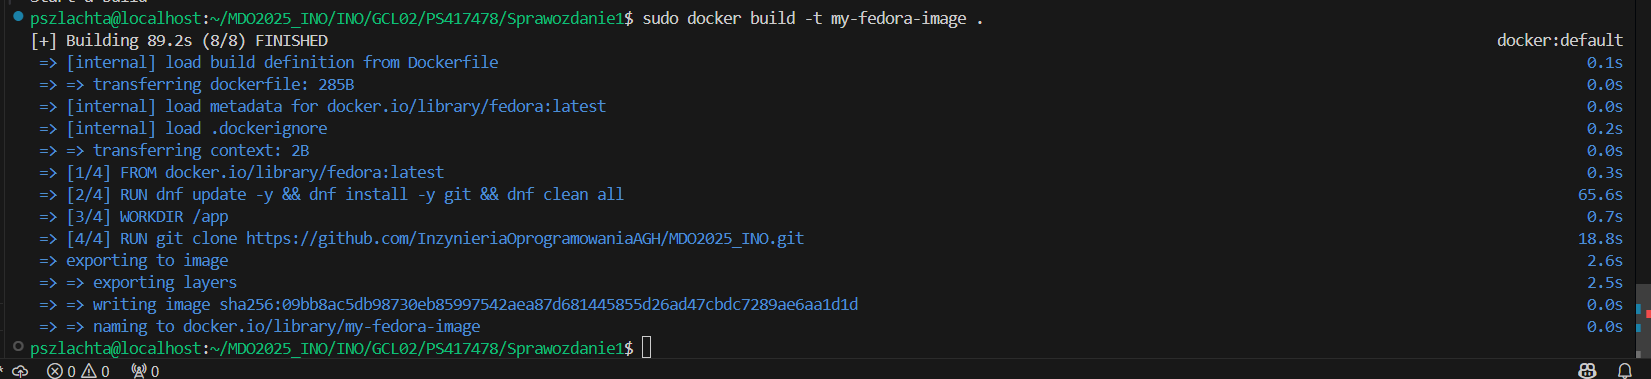 pszlachta@localhost:~/MDO2025_INO/INO/GCL02/PS417478/Sprawozdanie1$ sudo docker build -t my-fedora-image .
[+] Building 89.2s (8/8) FINISHED docker:default
=> [internal] load build definition from Dockerfile 0.1s
=> => transferring dockerfile: 285B 0.0s
=> [internal] load metadata for docker.io/library/fedora:latest 0.0s
=> [internal] load .dockerignore 0.2s
=> => transferring context: 2B 0.0s
=> [1/4] FROM docker.io/library/fedora:latest 0.3s
=> [2/4] RUN dnf update -y && dnf install -y git && dnf clean all 65.6s
=> [3/4] WORKDIR /app 0.7s
=> [4/4] RUN git clone https://github.com/InzynieriaOprogramowaniaAGH/MDO2025_INO.git 18.8s
=> exporting to image 2.6s
=> => exporting layers 2.5s
=> => writing image sha256:09bb8ac5db98730eb85997542aea87d681445855d26ad47cbdc7289ae6aa1d1d 0.0s
=> => naming to docker.io/library/my-fedora-image 0.0s
pszlachta@localhost:~/MDO2025_INO/INO/GCL02/PS417478/Sprawozdanie1$
0 0 0